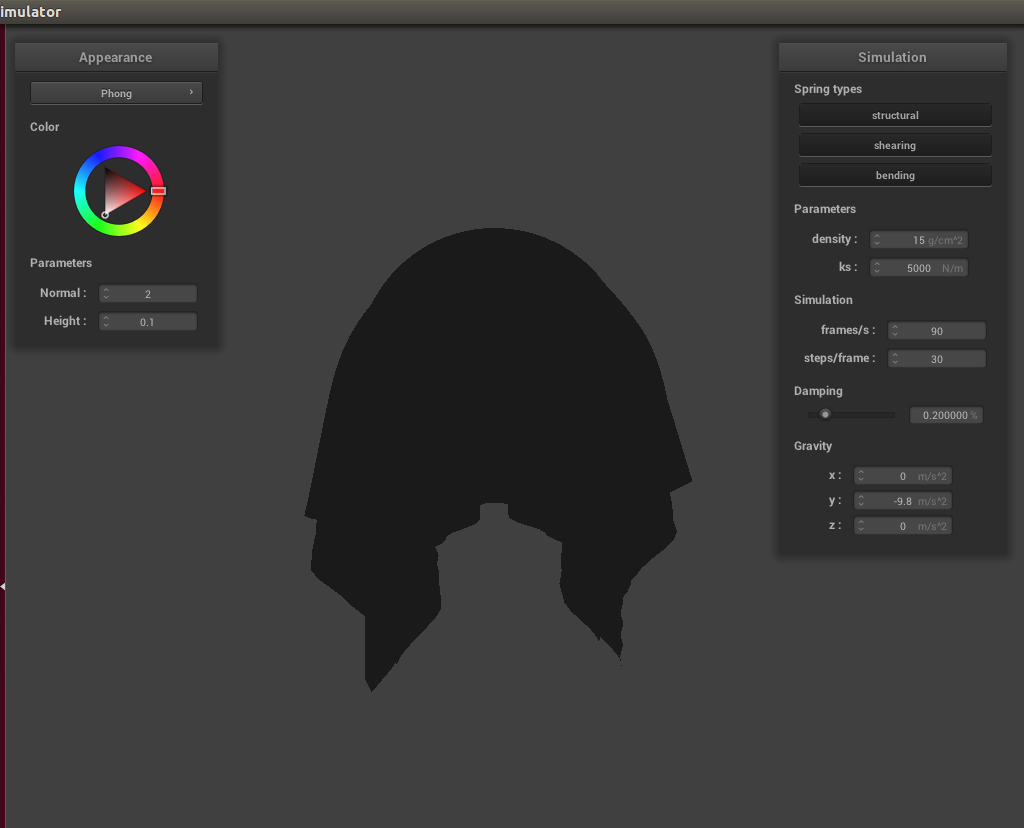 imulator
Appearance
Phong ›
Color
Parameters
Normal : 2
Height : 0.1
Simulation
Spring types
structural
shearing
bending
Parameters
density : 15 g/cm^2
ks : 5000 N/m
Simulation
frames/s : 90
steps/frame : 30
Damping
0.200000 %
Gravity
x : 0 m/s^2
y : -9.8 m/s^2
z : 0 m/s^2